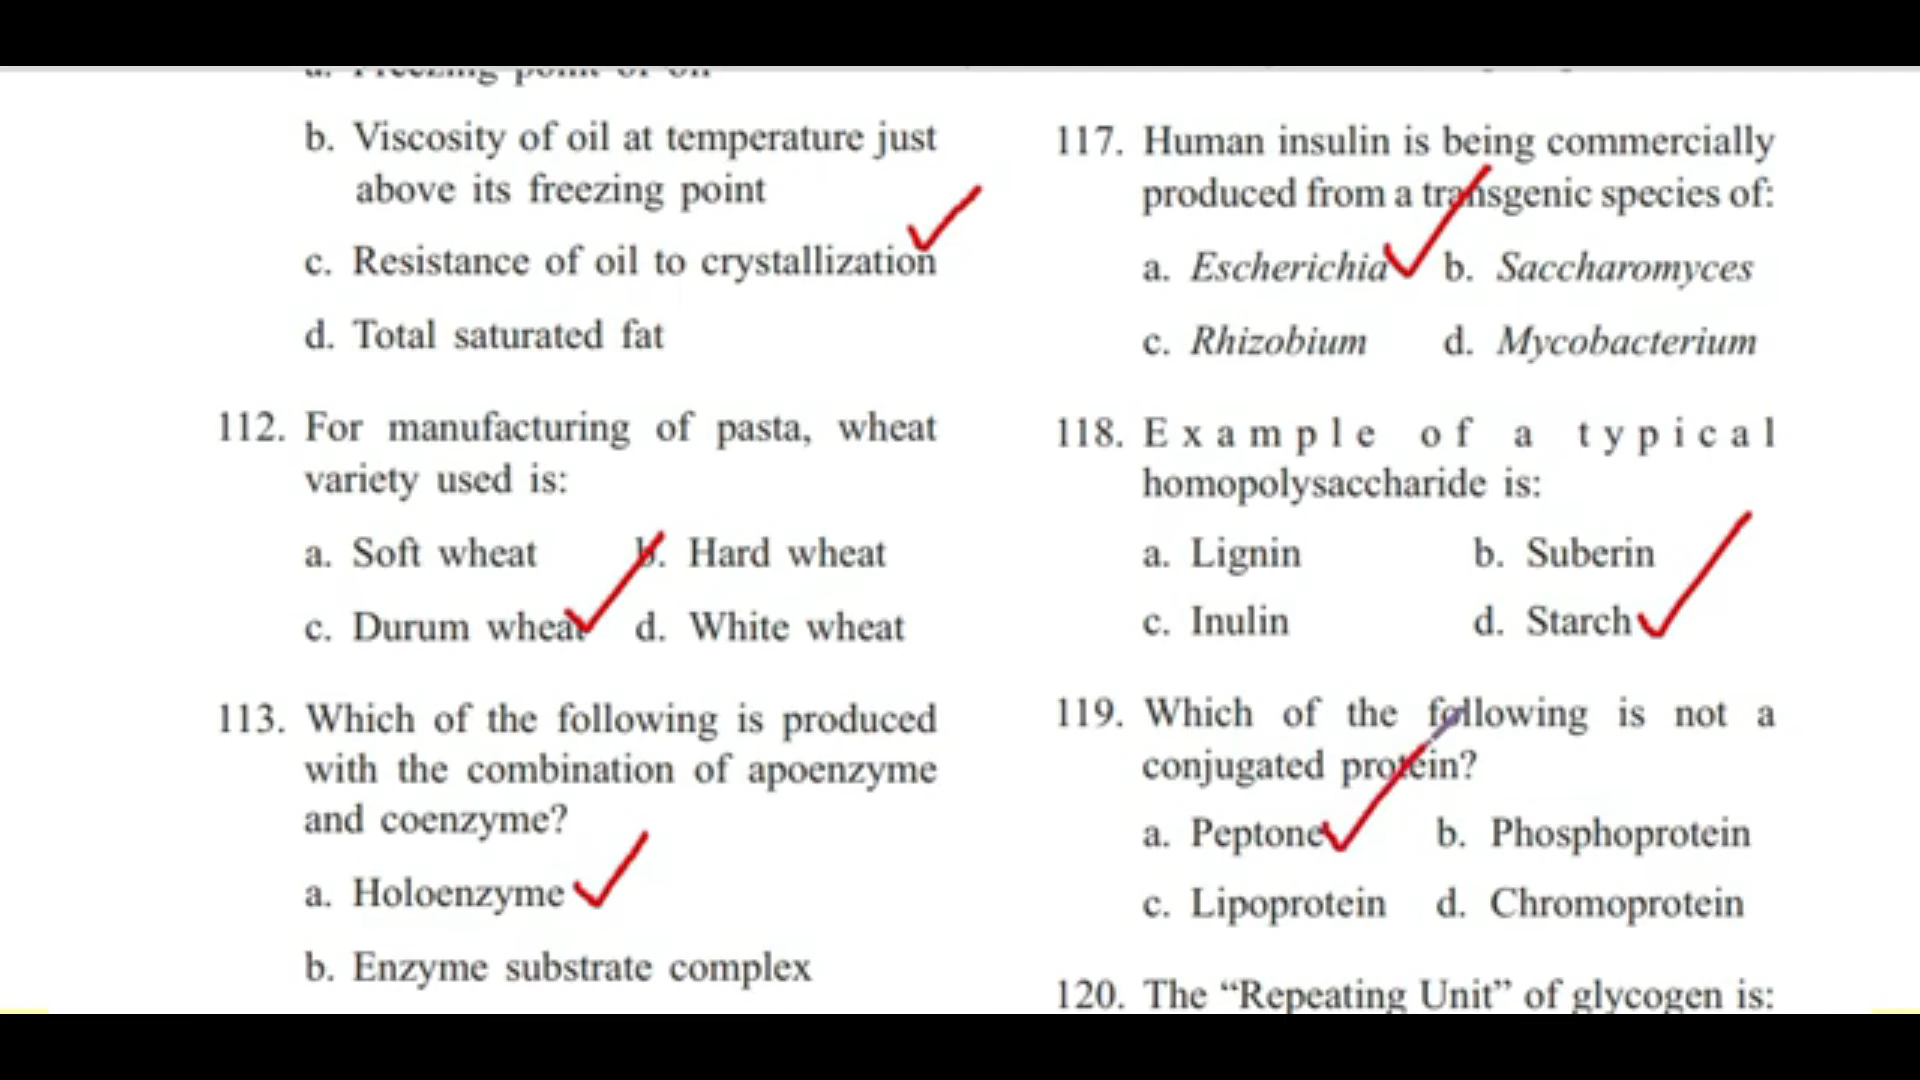 a. Freezing point of oil
b. Viscosity of oil at temperature just
above its freezing point
c. Resistance of oil to crystallization
d. Total saturated fat
112. For manufacturing of pasta, wheat
variety used is:
a. Soft wheat b. Hard wheat
c. Durum wheat d. White wheat
113. Which of the following is produced
with the combination of apoenzyme
and coenzyme?
a. Holoenzyme
b. Enzyme substrate complex
117. Human insulin is being commercially
produced from a transgenic species of:
a. Escherichia b. Saccharomyces
c. Rhizobium d. Mycobacterium
118. Example of a typical
homopolysaccharide is:
a. Lignin b. Suberin
c. Inulin d. Starch
119. Which of the following is not a
conjugated protein?
a. Peptone b. Phosphoprotein
c. Lipoprotein d. Chromoprotein
120. The “Repeating Unit” of glycogen is: